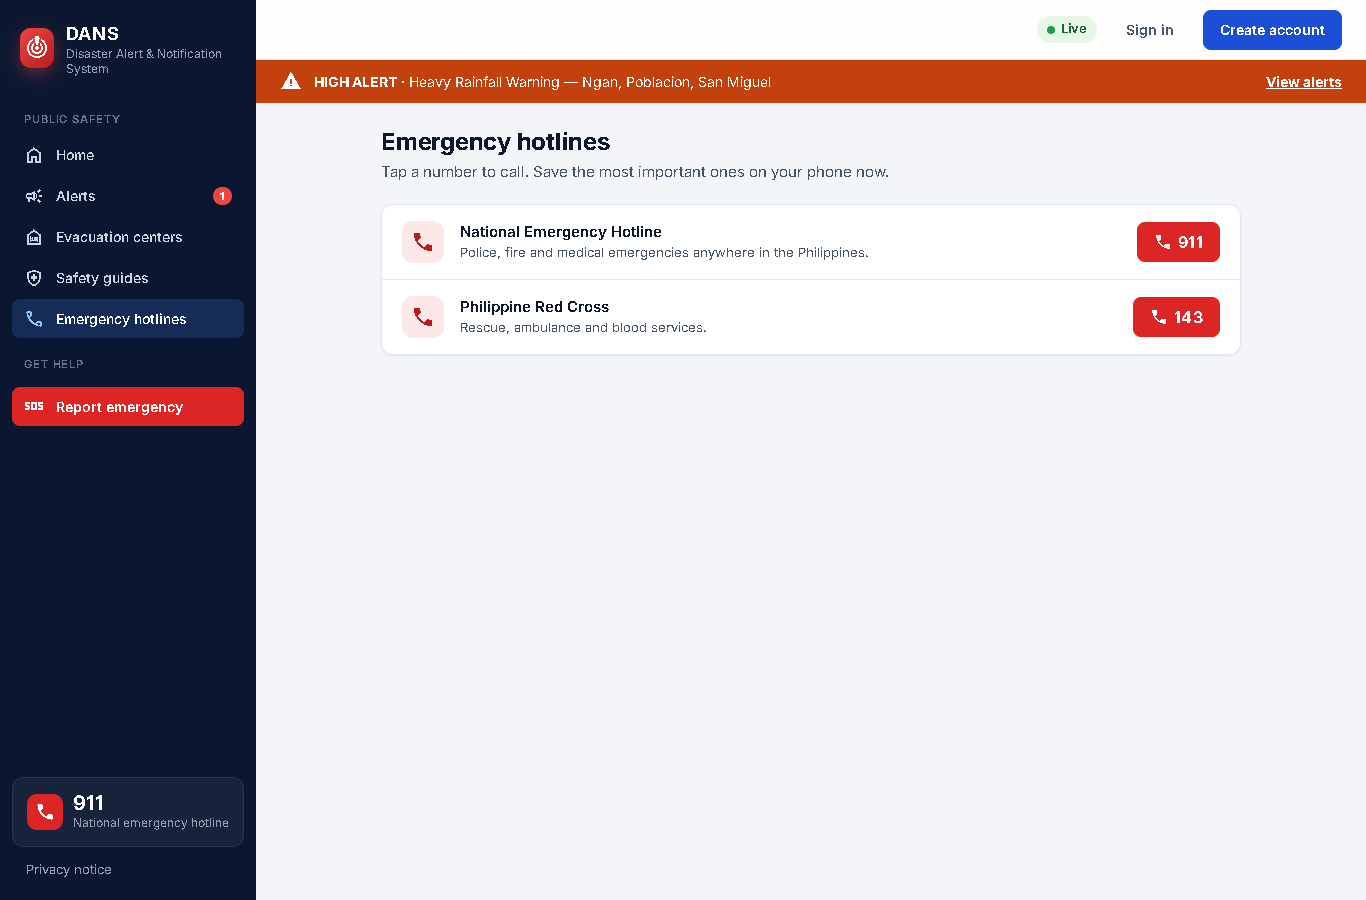 DANS
Disaster Alert & Notification
System
PUBLIC SAFETY
Home
Alerts
1
Evacuation centers
Safety guides
Emergency hotlines
GET HELP
SOS
Report emergency
911
National emergency hotline
Privacy notice
Live
Sign in
Create account
HIGH ALERT · Heavy Rainfall Warning — Ngan, Poblacion, San Miguel
View alerts
Emergency hotlines
Tap a number to call. Save the most important ones on your phone now.
National Emergency Hotline
Police, fire and medical emergencies anywhere in the Philippines.
911
Philippine Red Cross
Rescue, ambulance and blood services.
143